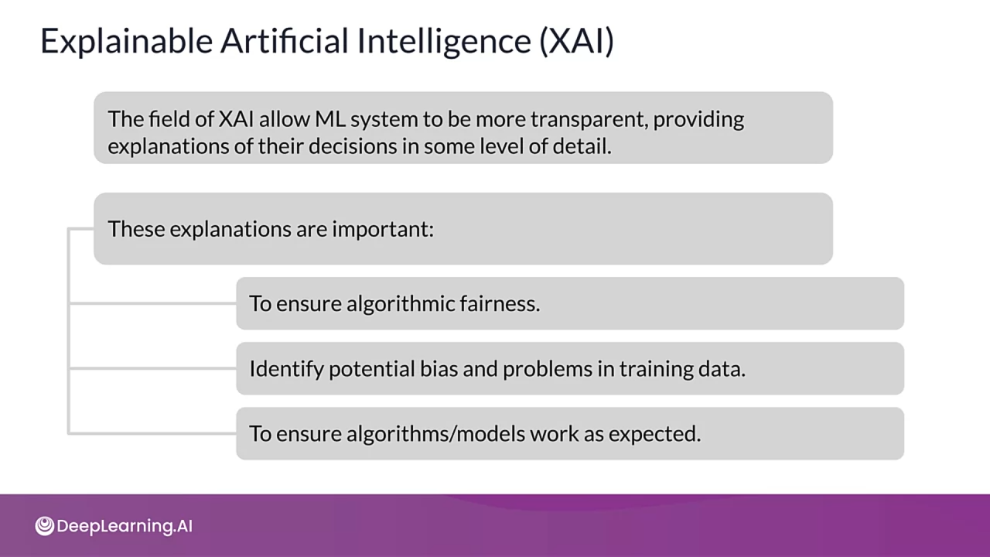 Explainable Artificial Intelligence (XAI)
The field of XAI allow ML system to be more transparent, providing
explanations of their decisions in some level of detail.
These explanations are important:
To ensure algorithmic fairness.
Identify potential bias and problems in training data.
To ensure algorithms/models work as expected.
DeepLearning.AI